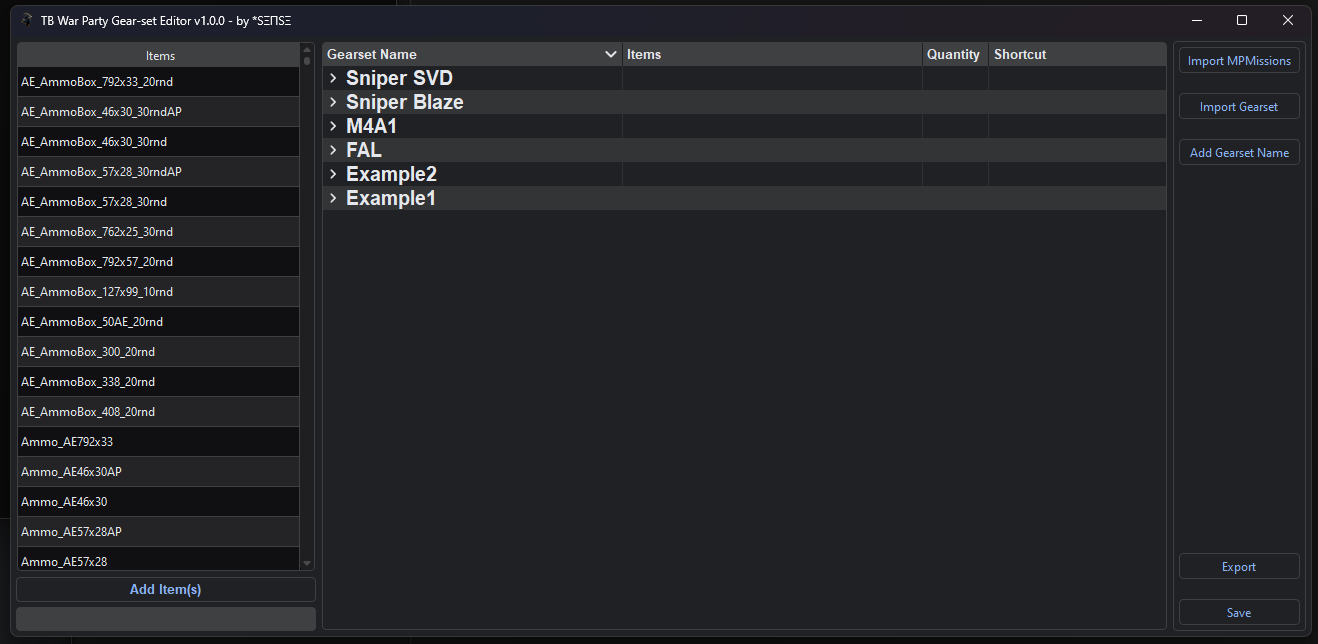 TB War Party Gear-set Editor v1.0.0 - by *SΞΠSΞ
Items
AE_AmmoBox_792x33_20rnd
AE_AmmoBox_46x30_30rndAP
AE_AmmoBox_46x30_30rnd
AE_AmmoBox_57x28_30rndAP
AE_AmmoBox_57x28_30rnd
AE_AmmoBox_762x25_30rnd
AE_AmmoBox_792x57_20rnd
AE_AmmoBox_127x99_10rnd
AE_AmmoBox_50AE_20rnd
AE_AmmoBox_300_20rnd
AE_AmmoBox_338_20rnd
AE_AmmoBox_408_20rnd
Ammo_AE792x33
Ammo_AE46x30AP
Ammo_AE46x30
Ammo_AE57x28AP
Ammo_AE57x28
Add Item(s)
Gearset Name Items Quantity Shortcut
Sniper SVD
Sniper Blaze
M4A1
FAL
Example2
Example1
Import MPMissions
Import Gearset
Add Gearset Name
Export
Save